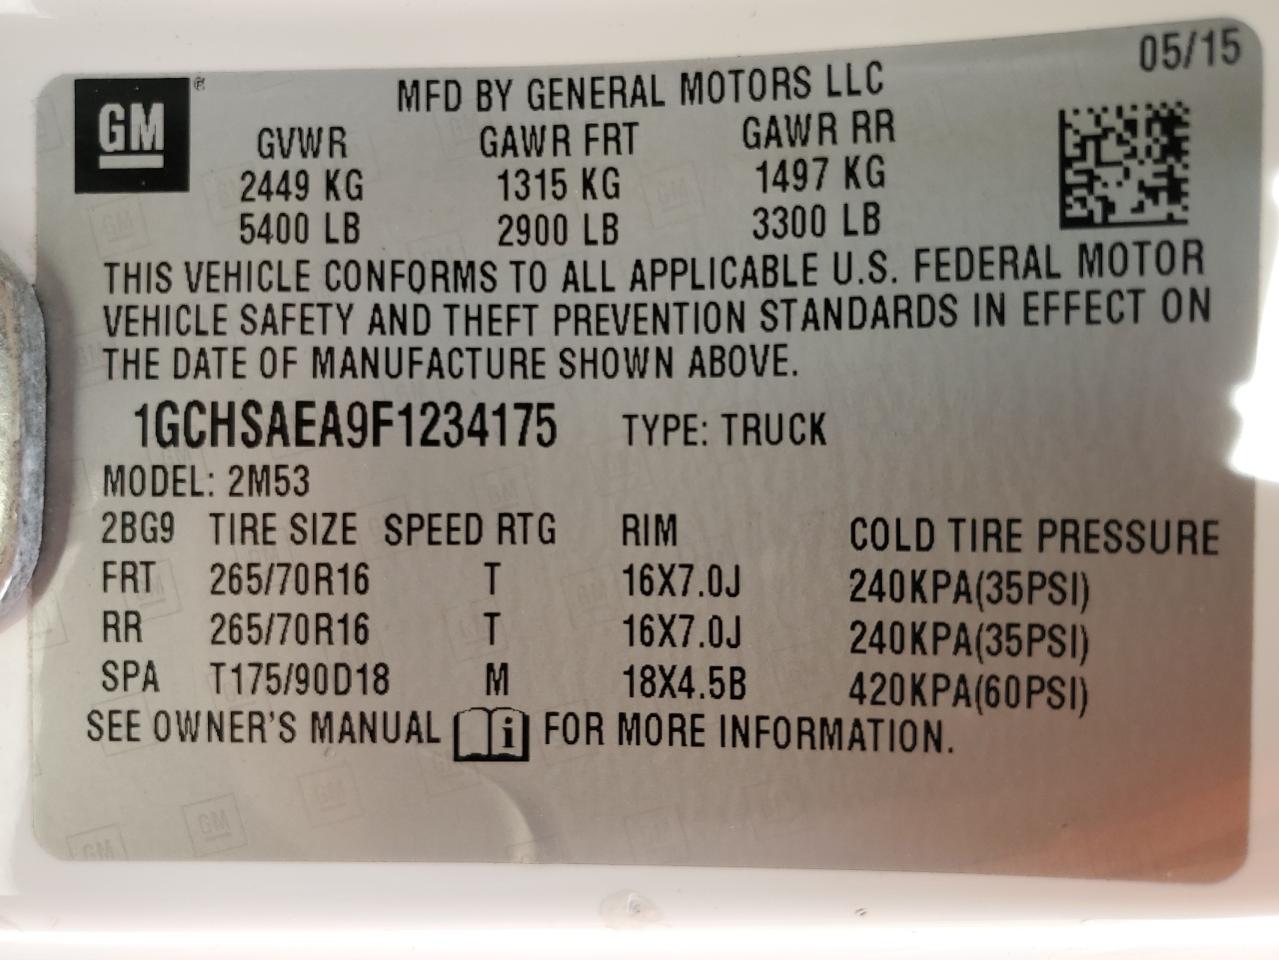 05/15
GM ® MFD BY GENERAL MOTORS LLC
GVWR GAWR FRT GAWR RR
2449 KG 1315 KG 1497 KG
5400 LB 2900 LB 3300 LB
THIS VEHICLE CONFORMS TO ALL APPLICABLE U.S. FEDERAL MOTOR
VEHICLE SAFETY AND THEFT PREVENTION STANDARDS IN EFFECT ON
THE DATE OF MANUFACTURE SHOWN ABOVE.
1GCHSAEA9F1234175 TYPE: TRUCK
MODEL: 2M53
2BG9 TIRE SIZE SPEED RTG RIM COLD TIRE PRESSURE
FRT 265/70R16 T 16X7.0J 240KPA(35PSI)
RR 265/70R16 T 16X7.0J 240KPA(35PSI)
SPA T175/90D18 M 18X4.5B 420KPA(60PSI)
SEE OWNER'S MANUAL i FOR MORE INFORMATION.